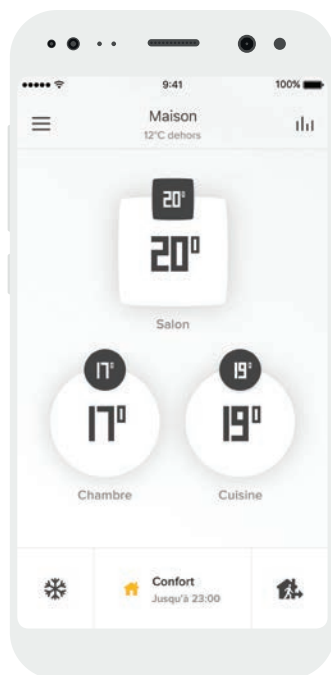 9:41
100%
Maison
12°C dehors
20°
20°
Salon
17°
19°
17°
19°
Chambre
Cuisine
Confort
Jusqu'à 23:00